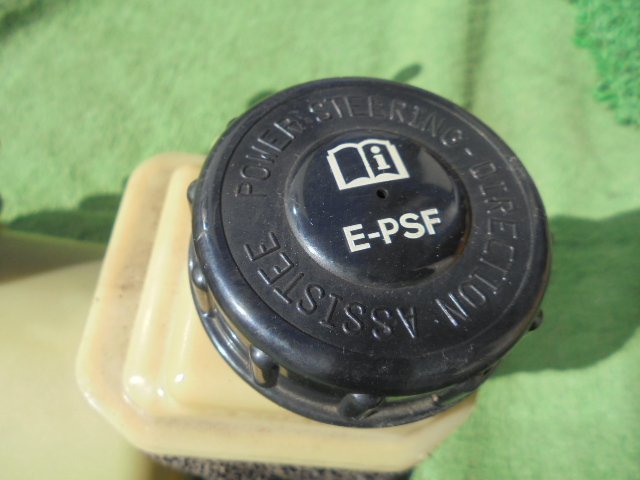 POWER STEERING - DIRECTION ASSISTEE
i
E-PSF